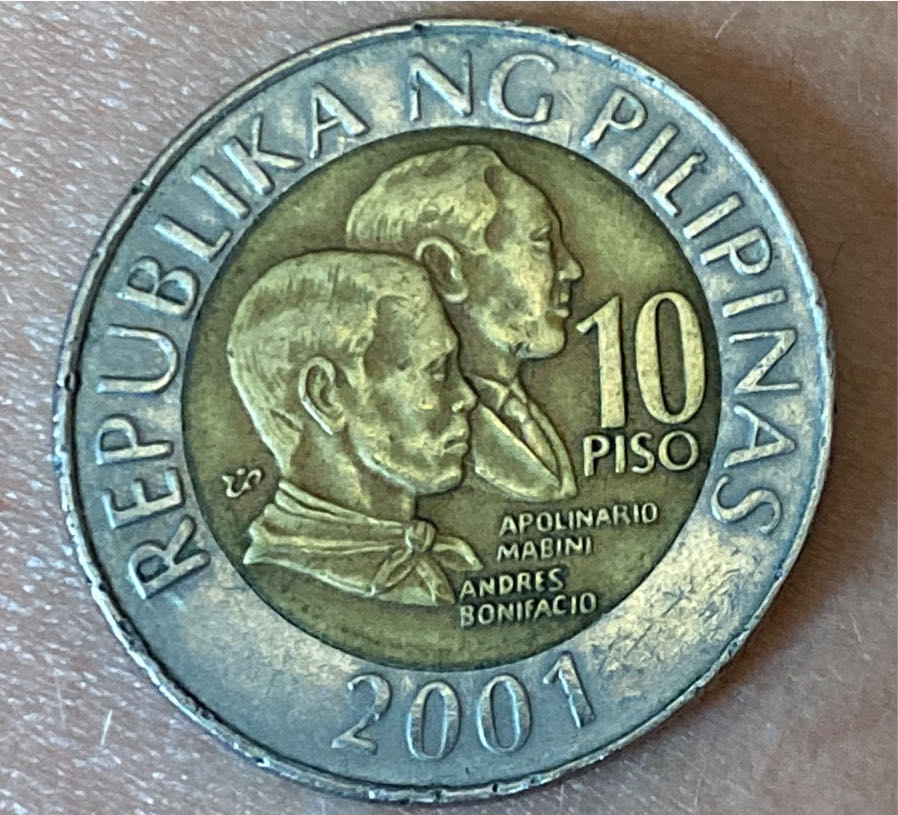 REPUBLIKA NG PILIPINAS
10
PISO
APOLINARIO
MABINI
ANDRES
BONIFACIO
2001